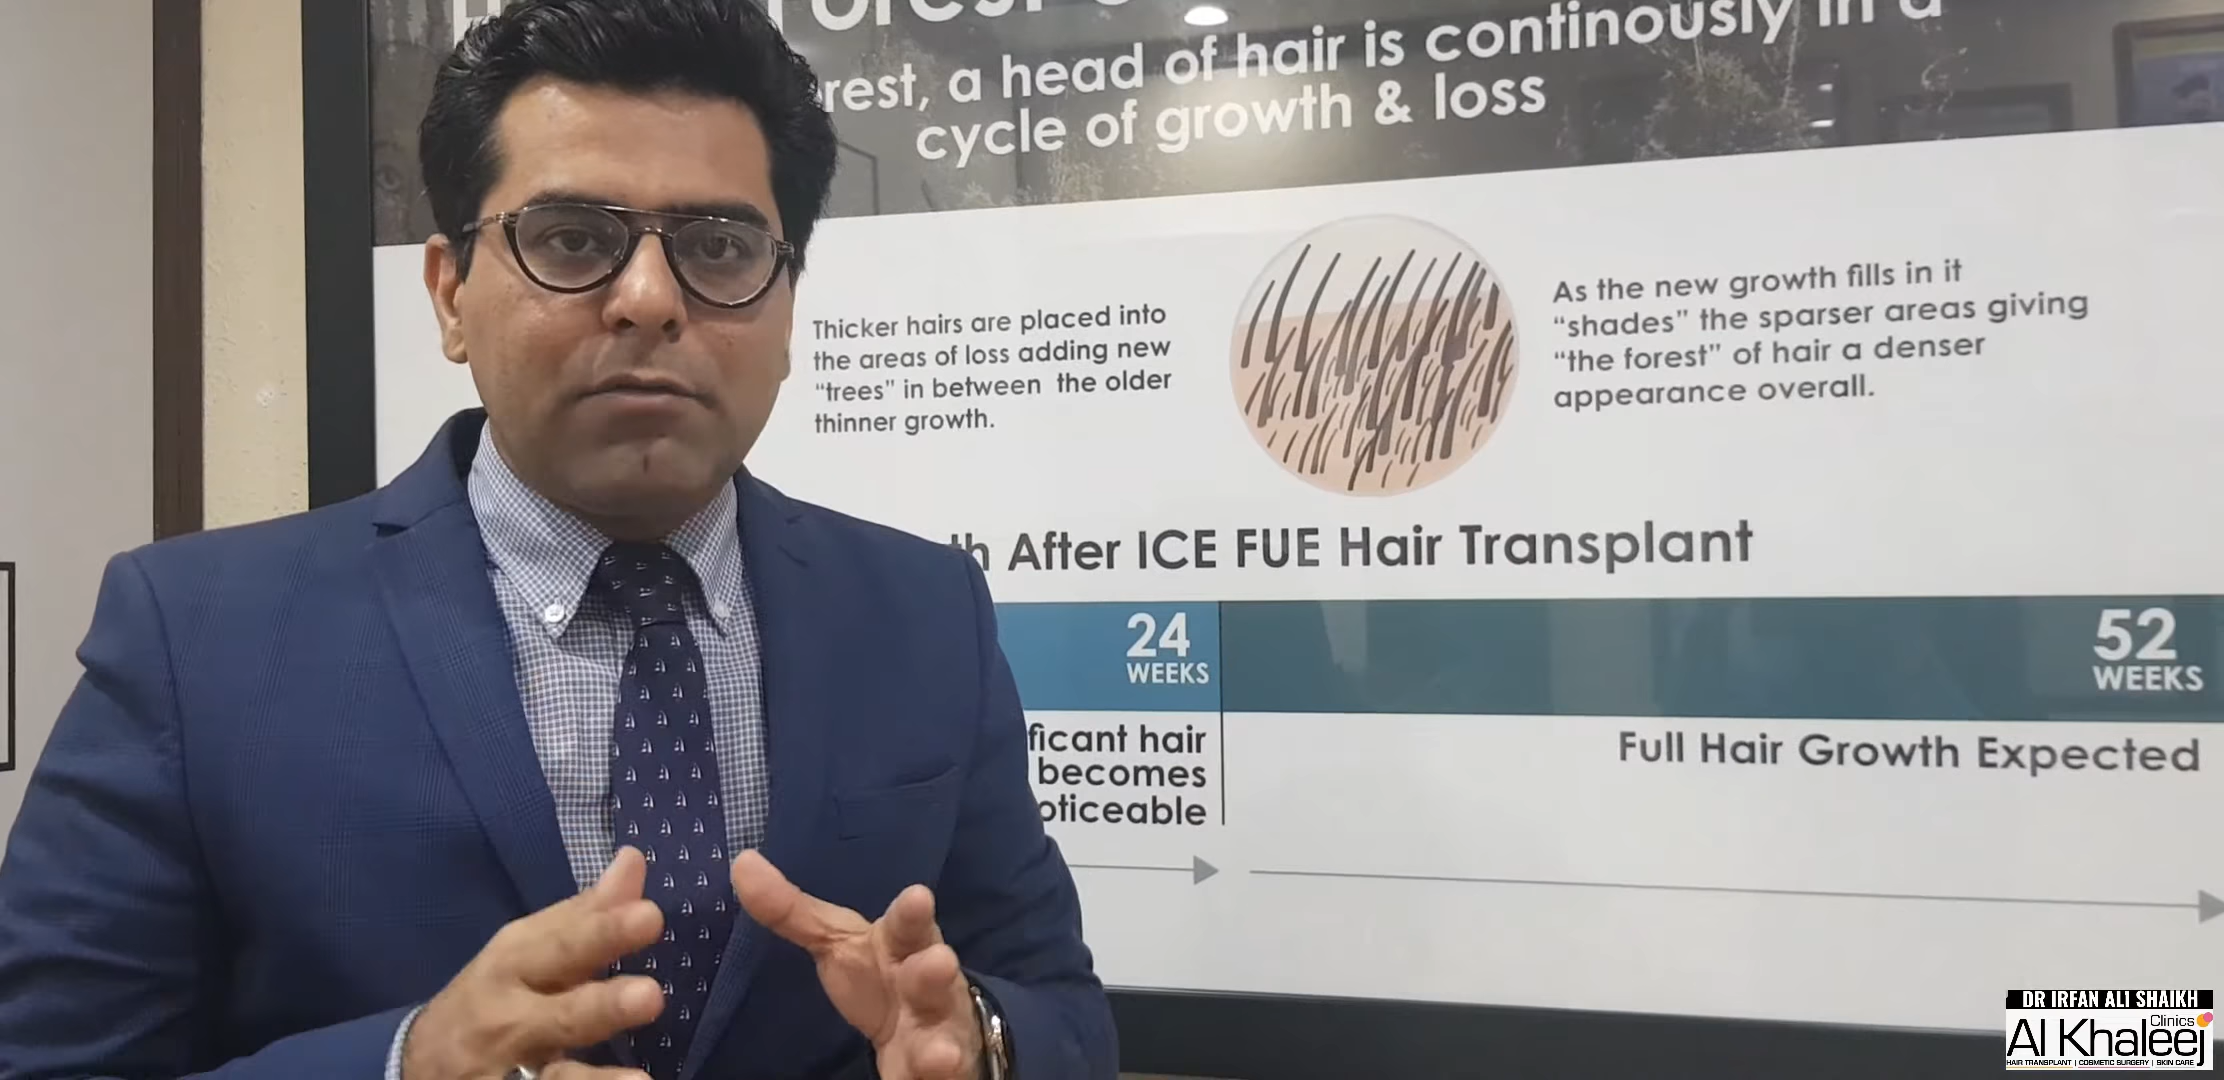 rest, a head of hair is continously in a
cycle of growth & loss
Thicker hairs are placed into
the areas of loss adding new
“trees” in between the older
thinner growth.
As the new growth fills in it
“shades” the sparser areas giving
“the forest” of hair a denser
appearance overall.
After ICE FUE Hair Transplant
24
WEEKS
52
WEEKS
ficant hair
becomes
oticeable
Full Hair Growth Expected
DR IRFAN ALI SHAIKH
Clinics
Al Khaleej
HAIR TRANSPLANT | COSMETIC SURGERY | SKIN CARE